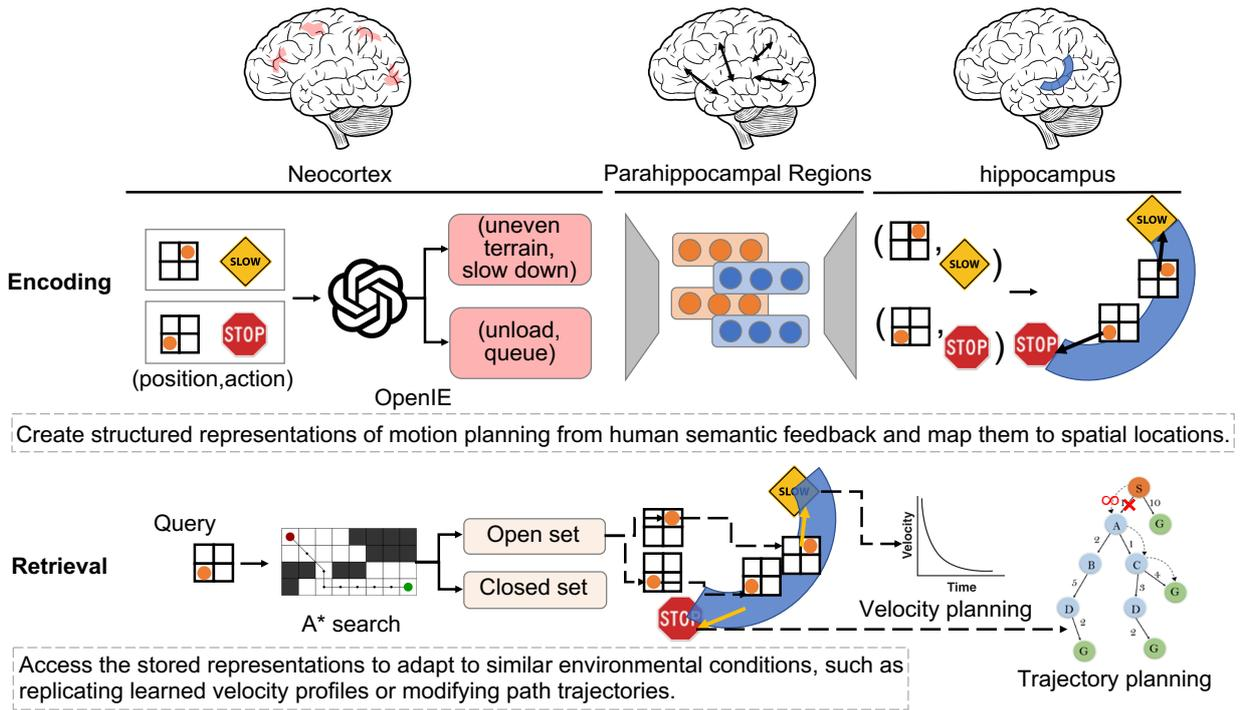 Neocortex
Parahippocampal Regions
hippocampus
Encoding
SLOW
STOP
(position,action)
OpenIE
(uneven
terrain,
slow down)
(unload,
queue)
( , SLOW )
( , STOP )
SLOW
STOP
Create structured representations of motion planning from human semantic feedback and map them to spatial locations.
Retrieval
Query
A* search
Open set
Closed set
SLOW
STOP
Velocity
Time
Velocity planning
S
∞
10
A
G
2
1
B
C
5
3
4
G
D
D
2
2
G
G
Trajectory planning
Access the stored representations to adapt to similar environmental conditions, such as
replicating learned velocity profiles or modifying path trajectories.